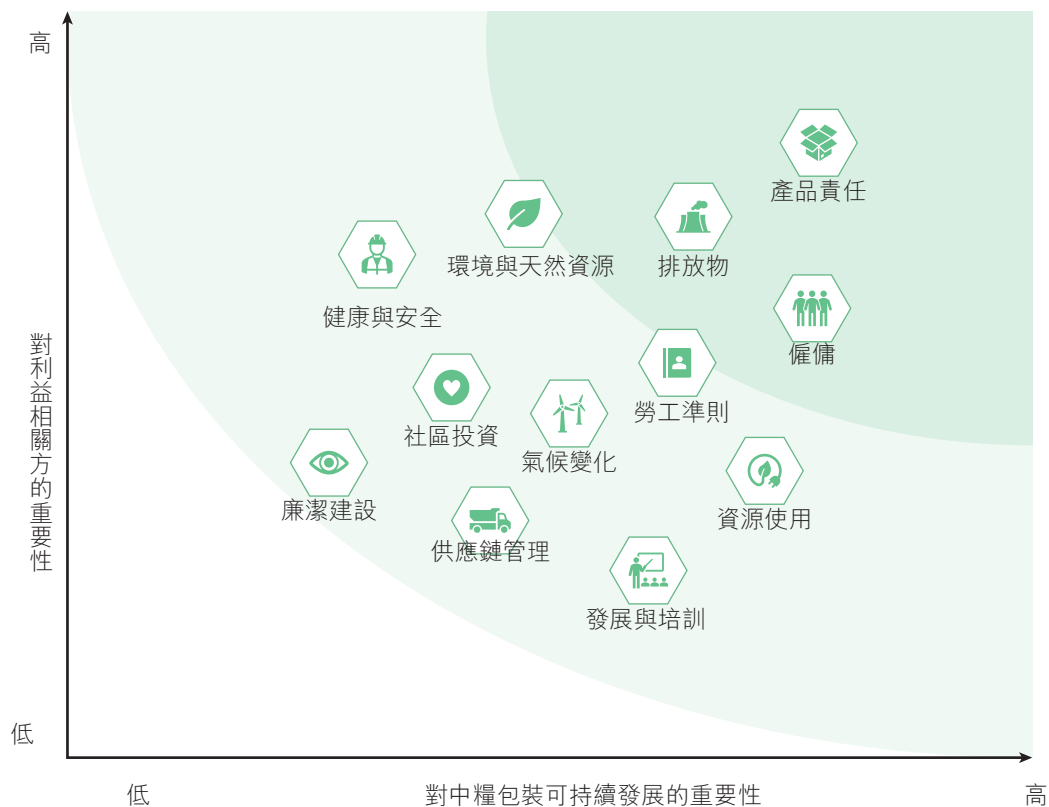 高
產品責任
環境與天然資源
排放物
健康與安全
僱傭
對利益相關方的重要性
勞工準則
社區投資
氣候變化
廉潔建設
資源使用
供應鏈管理
發展與培訓
低
低
對中糧包裝可持續發展的重要性
高